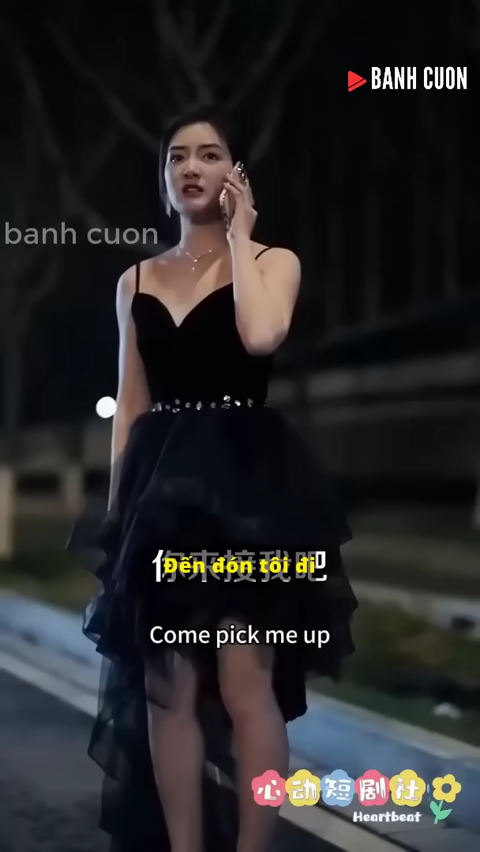 BANH CUON
banh cuon
你来接我吧
Đến đón tôi đi
Come pick me up
心动短剧社
Heartbeat